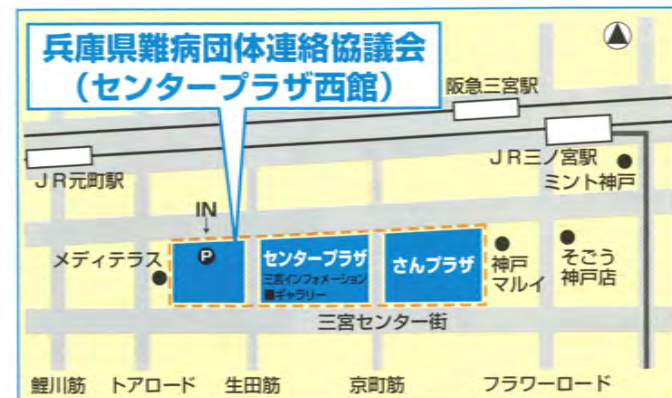 兵庫県難病団体連絡協議会
(センタープラザ西館)
阪急三宮駅
JR三ノ宮駅
ミント神戸
JR元町駅
IN
P
メディテラス
センタープラザ
三宮インフォメーション
■ギャラリー
さんプラザ
神戸
マルイ
そごう
神戸店
三宮センター街
鯉川筋 トアロード 生田筋 京町筋 フラワーロード